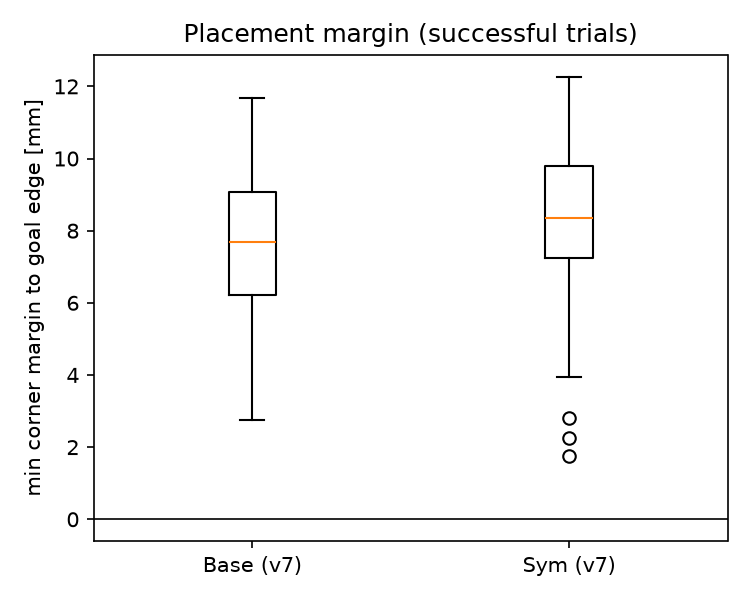 Placement margin (successful trials)
min corner margin to goal edge [mm]
12
10
8
6
4
2
0
Base (v7)
Sym (v7)